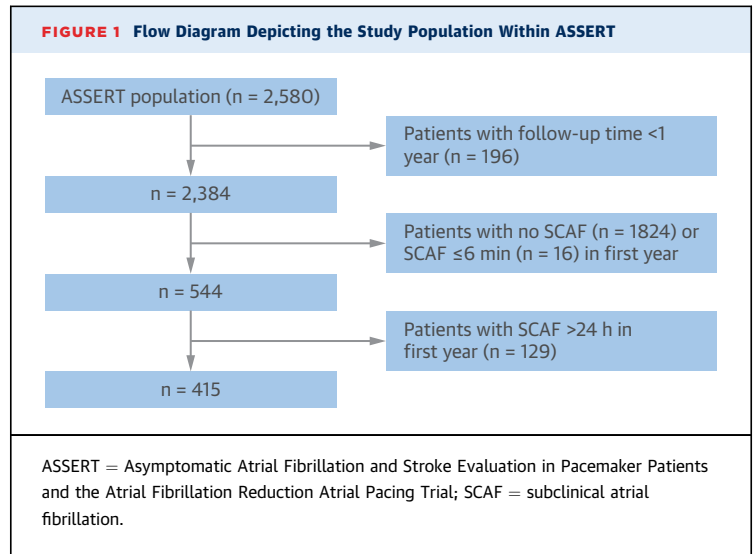 FIGURE 1 Flow Diagram Depicting the Study Population Within ASSERT
ASSERT population (n = 2,580)
Patients with follow-up time <1
year (n = 196)
n = 2,384
Patients with no SCAF (n = 1824) or
SCAF ≤6 min (n = 16) in first year
n = 544
Patients with SCAF >24 h in
first year (n = 129)
n = 415
ASSERT = Asymptomatic Atrial Fibrillation and Stroke Evaluation in Pacemaker Patients
and the Atrial Fibrillation Reduction Atrial Pacing Trial; SCAF = subclinical atrial
fibrillation.